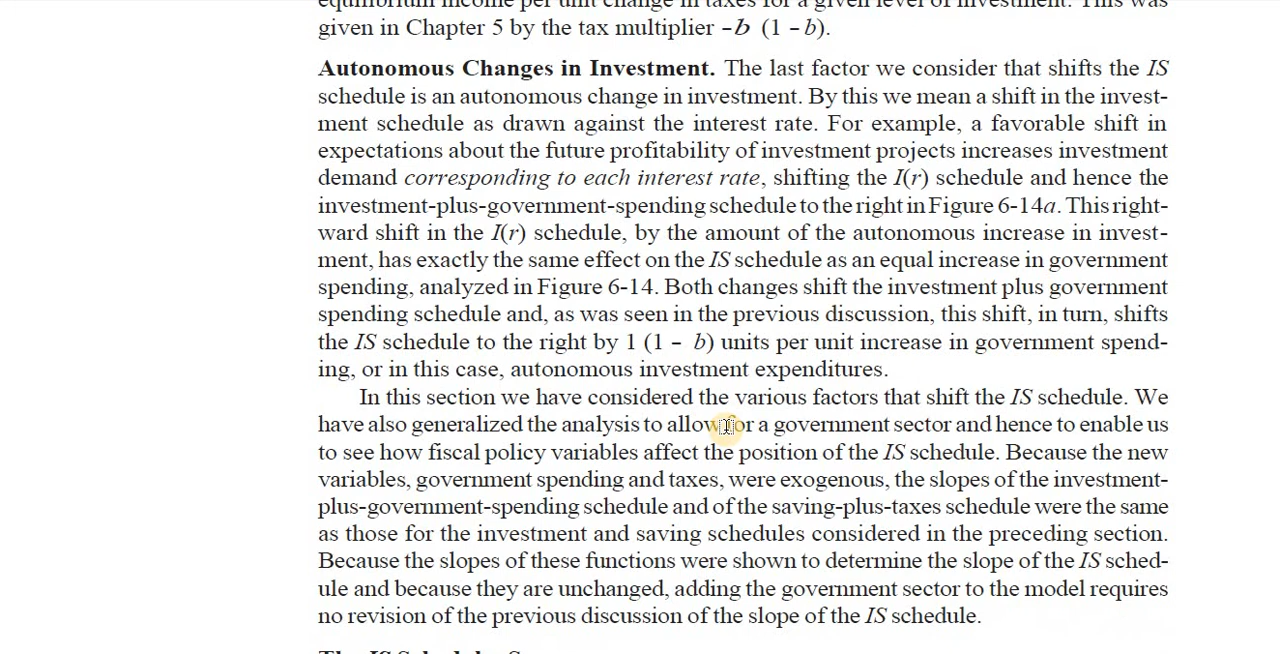 equilibrium income per unit change in taxes for a given level of investment. This was
given in Chapter 5 by the tax multiplier -b (1 - b).
Autonomous Changes in Investment. The last factor we consider that shifts the IS
schedule is an autonomous change in investment. By this we mean a shift in the invest-
ment schedule as drawn against the interest rate. For example, a favorable shift in
expectations about the future profitability of investment projects increases investment
demand corresponding to each interest rate, shifting the I(r) schedule and hence the
investment-plus-government-spending schedule to the right in Figure 6-14a. This right-
ward shift in the I(r) schedule, by the amount of the autonomous increase in invest-
ment, has exactly the same effect on the IS schedule as an equal increase in government
spending, analyzed in Figure 6-14. Both changes shift the investment plus government
spending schedule and, as was seen in the previous discussion, this shift, in turn, shifts
the IS schedule to the right by 1 (1 - b) units per unit increase in government spend-
ing, or in this case, autonomous investment expenditures.
In this section we have considered the various factors that shift the IS schedule. We
have also generalized the analysis to allow for a government sector and hence to enable us
to see how fiscal policy variables affect the position of the IS schedule. Because the new
variables, government spending and taxes, were exogenous, the slopes of the investment-
plus-government-spending schedule and of the saving-plus-taxes schedule were the same
as those for the investment and saving schedules considered in the preceding section.
Because the slopes of these functions were shown to determine the slope of the IS sched-
ule and because they are unchanged, adding the government sector to the model requires
no revision of the previous discussion of the slope of the IS schedule.